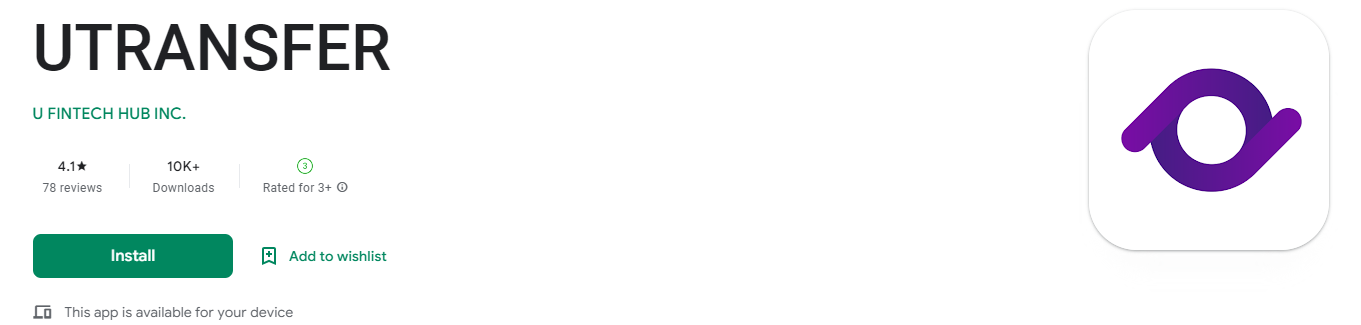 UTRANSFER
U FINTECH HUB INC.
4.1★ 10K+ 3
78 reviews Downloads Rated for 3+
Install Add to wishlist
This app is available for your device